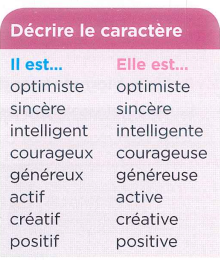 Décrire le caractère
Il est... Elle est...
optimiste optimiste
sincère sincère
intelligent intelligente
courageux courageuse
généreux généreuse
actif active
créatif créative
positif positive